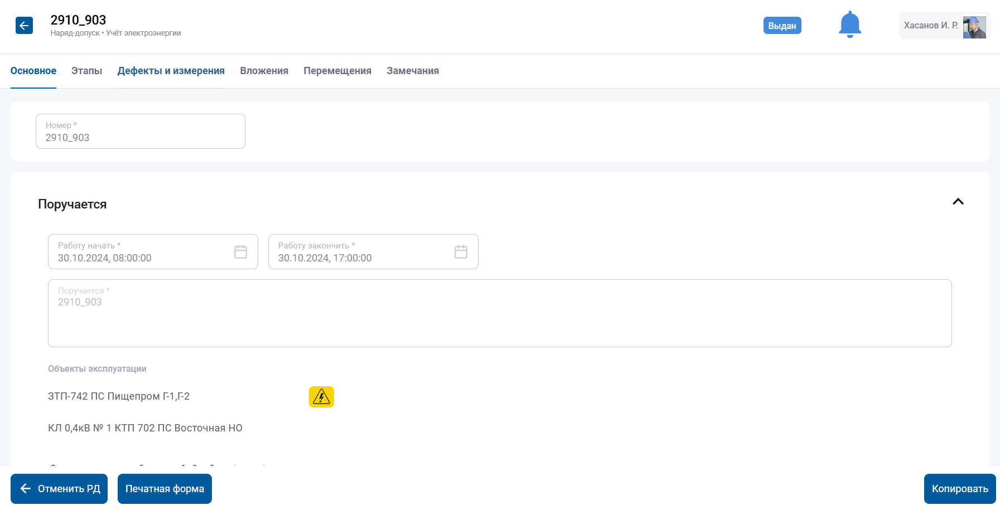 2910_903
Наряд-допуск • Учёт электроэнергии
Выдан
Хасанов И. Р.
Основное
Этапы
Дефекты и измерения
Вложения
Перемещения
Замечания
Номер *
2910_903
Поручается
Работу начать *
30.10.2024, 08:00:00
Работу закончить *
30.10.2024, 17:00:00
Поручается *
2910_903
Объекты эксплуатации
ЗТП-742 ПС Пищепром Г-1,Г-2
КЛ 0,4кВ № 1 КТП 702 ПС Восточная НО
Отменить РД
Печатная форма
Копировать